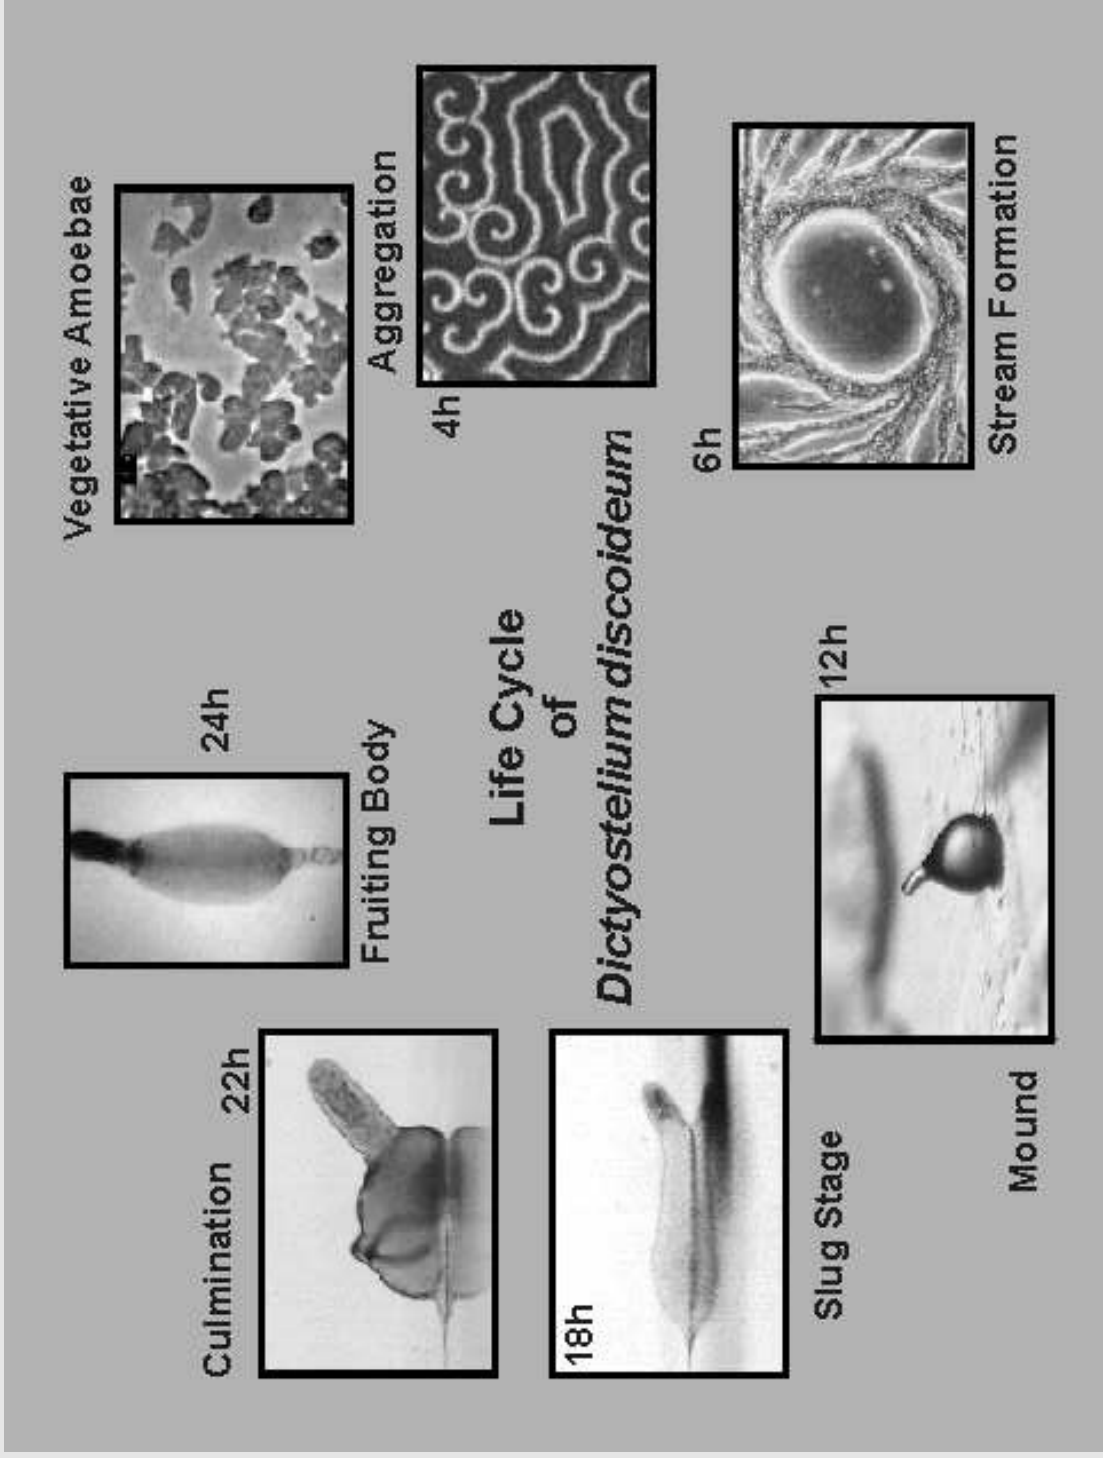 Vegetative Amoebae
Aggregation
4h
6h
Stream Formation
12h
Mound
Slug Stage
18h
Culmination
22h
24h
Fruiting Body
Life Cycle
of
Dictyostelium discoideum